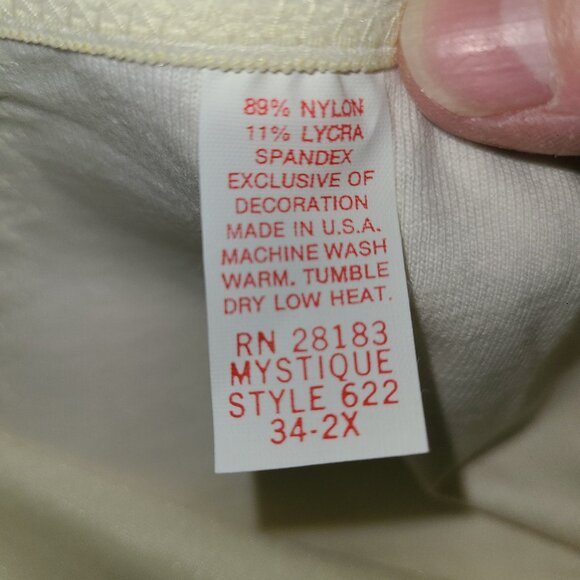 89% NYLON
11% LYCRA
SPANDEX
EXCLUSIVE OF
DECORATION
MADE IN U.S.A.
MACHINE WASH
WARM. TUMBLE
DRY LOW HEAT.
RN 28183
MYSTIQUE
STYLE 622
34-2X